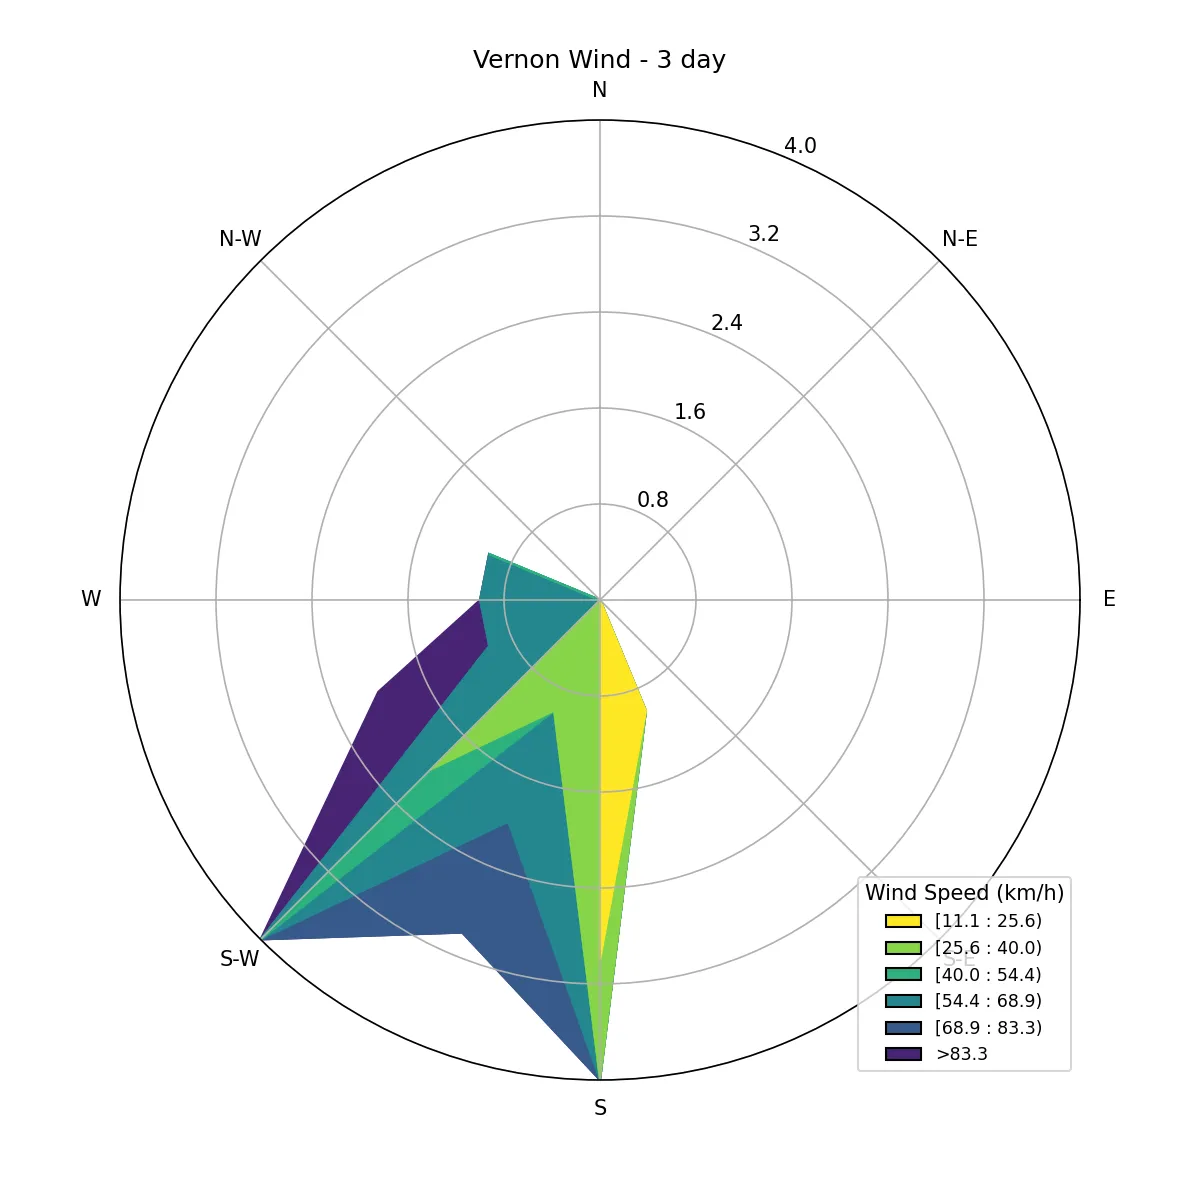 Vernon Wind - 3 day
N
4.0
N-W
3.2
N-E
2.4
1.6
0.8
W
E
Wind Speed (km/h)
[11.1 : 25.6)
[25.6 : 40.0)
S-W
S-E
[40.0 : 54.4)
[54.4 : 68.9)
[68.9 : 83.3)
>83.3
S